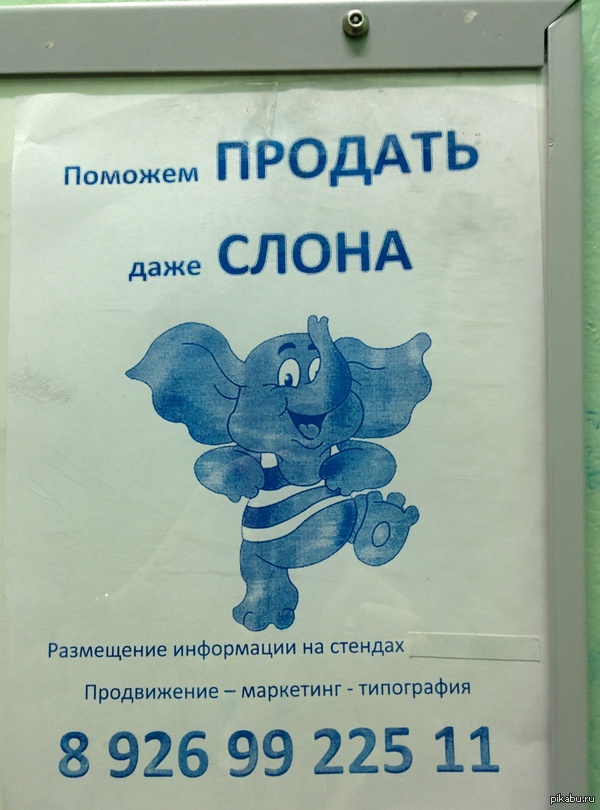 Поможем ПРОДАТЬ
даже СЛОНА
Размещение информации на стендах
Продвижение – маркетинг - типография
8 926 99 225 11
pikabu.ru